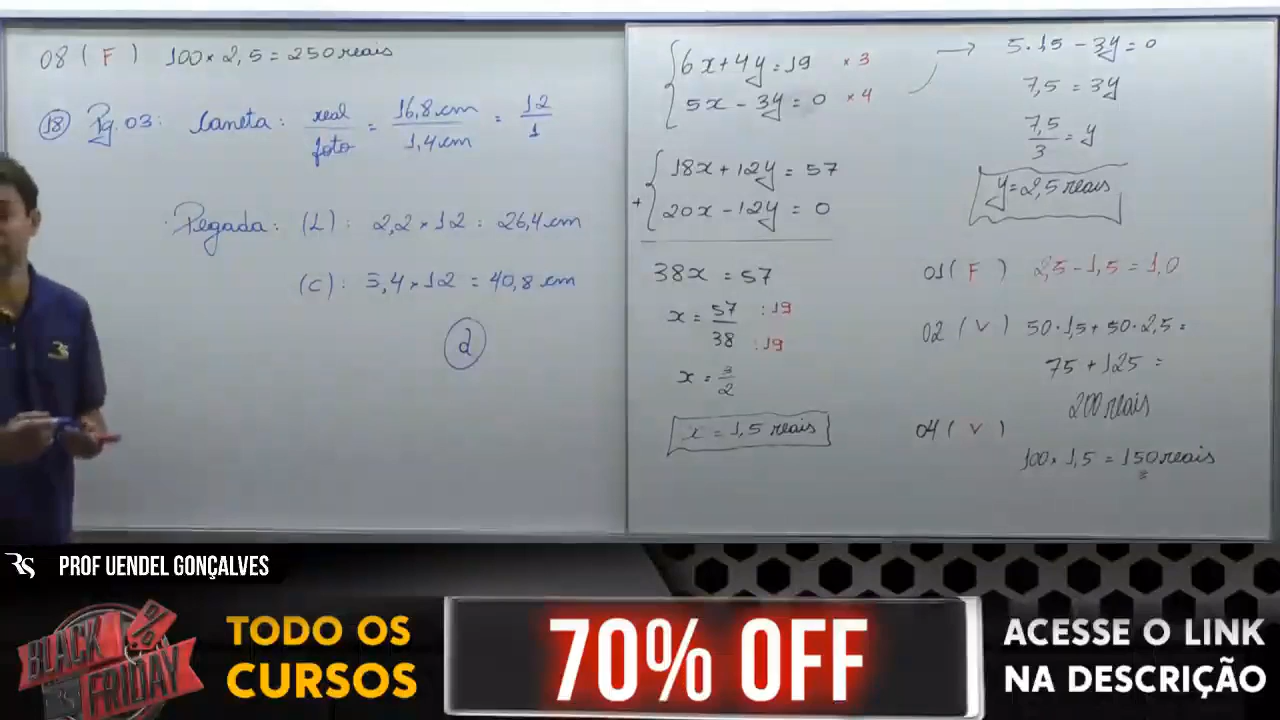 08 ( F ) 100 × 2,5 = 250 reais
18 Pg. 03: Caneta: real/foto = 16,8 cm/1,4 cm = 12/1
Pegada: (L): 2,2 × 12 = 26,4 cm
(C): 3,4 × 12 = 40,8 cm
d
6x + 4y = 19 × 3
5x - 3y = 0 × 4
18x + 12y = 57
+ 20x - 12y = 0
38x = 57
x = 57/38 :19 :19
x = 3/2
x = 1,5 reais
5 · 1,5 - 3y = 0
7,5 = 3y
7,5/3 = y
y = 2,5 reais
01 ( F ) 2,5 - 1,5 = 1,0
02 ( V ) 50 · 1,5 + 50 · 2,5 =
75 + 125 =
200 reais
04 ( V )
100 × 1,5 = 150 reais
RS PROF UENDEL GONÇALVES
BLACK FRIDAY
TODO OS CURSOS
70% OFF
ACESSE O LINK
NA DESCRIÇÃO